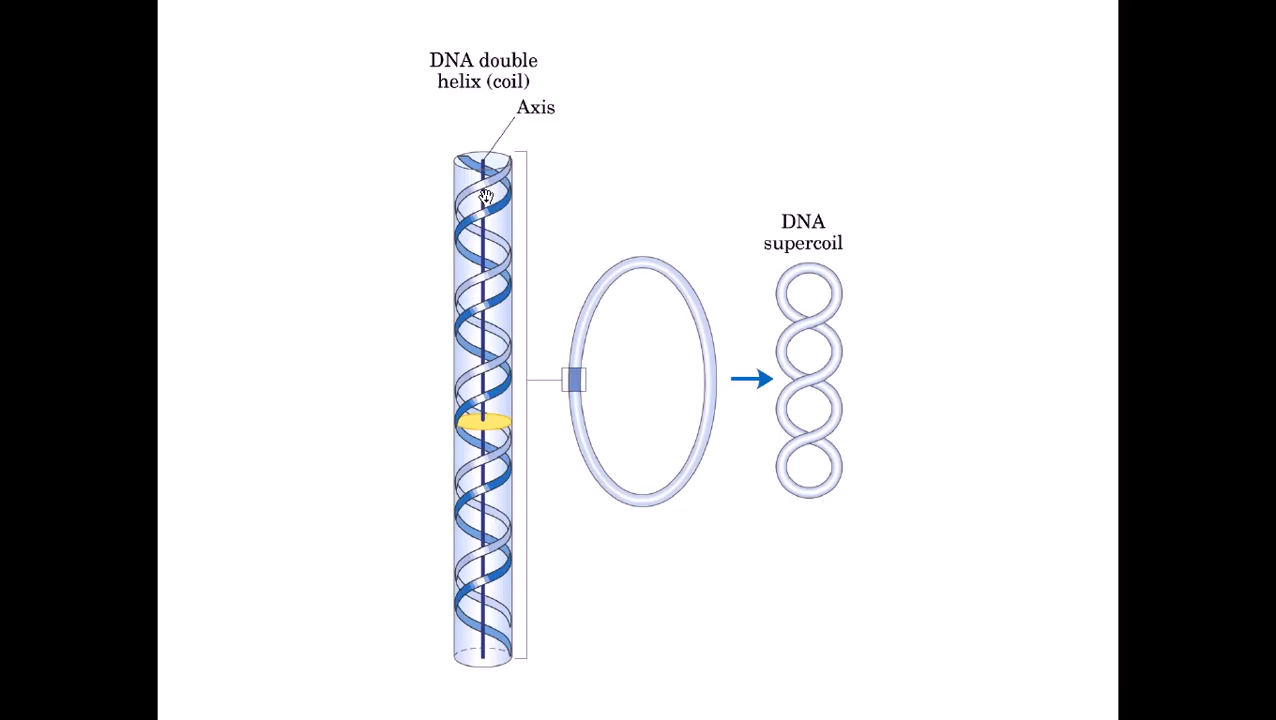 DNA double
helix (coil)
Axis
DNA
supercoil